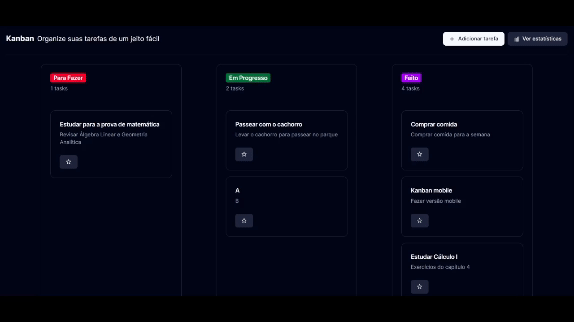 Kanban Organize suas tarefas de um jeito fácil
+ Adicionar tarefa
Ver estatísticas
Para Fazer
1 tasks
Estudar para a prova de matemática
Revisar Álgebra Linear e Geometria
Analítica
Em Progresso
2 tasks
Passear com o cachorro
Levar o cachorro para passear no parque
A
B
Feito
4 tasks
Comprar comida
Comprar comida para a semana
Kanban mobile
Fazer versão mobile
Estudar Cálculo I
Exercícios do capítulo 4